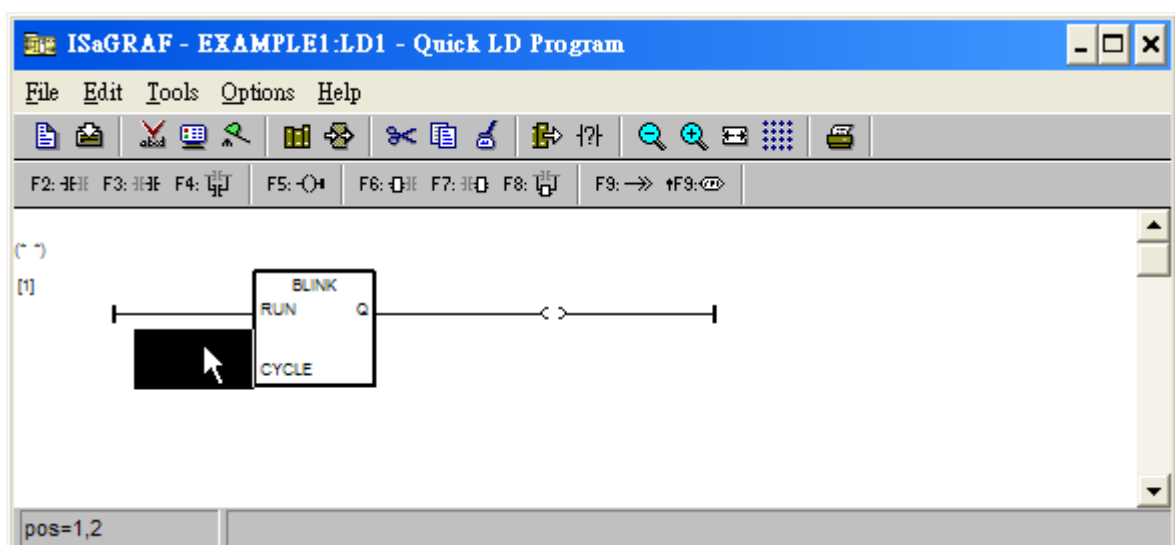 ISaGRAF - EXAMPLE1:LD1 - Quick LD Program
File Edit Tools Options Help
F2: F3: F4: F5: F6: F7: F8: F9: F9:
(* *)
[1]
BLINK
RUN Q
CYCLE
pos=1,2